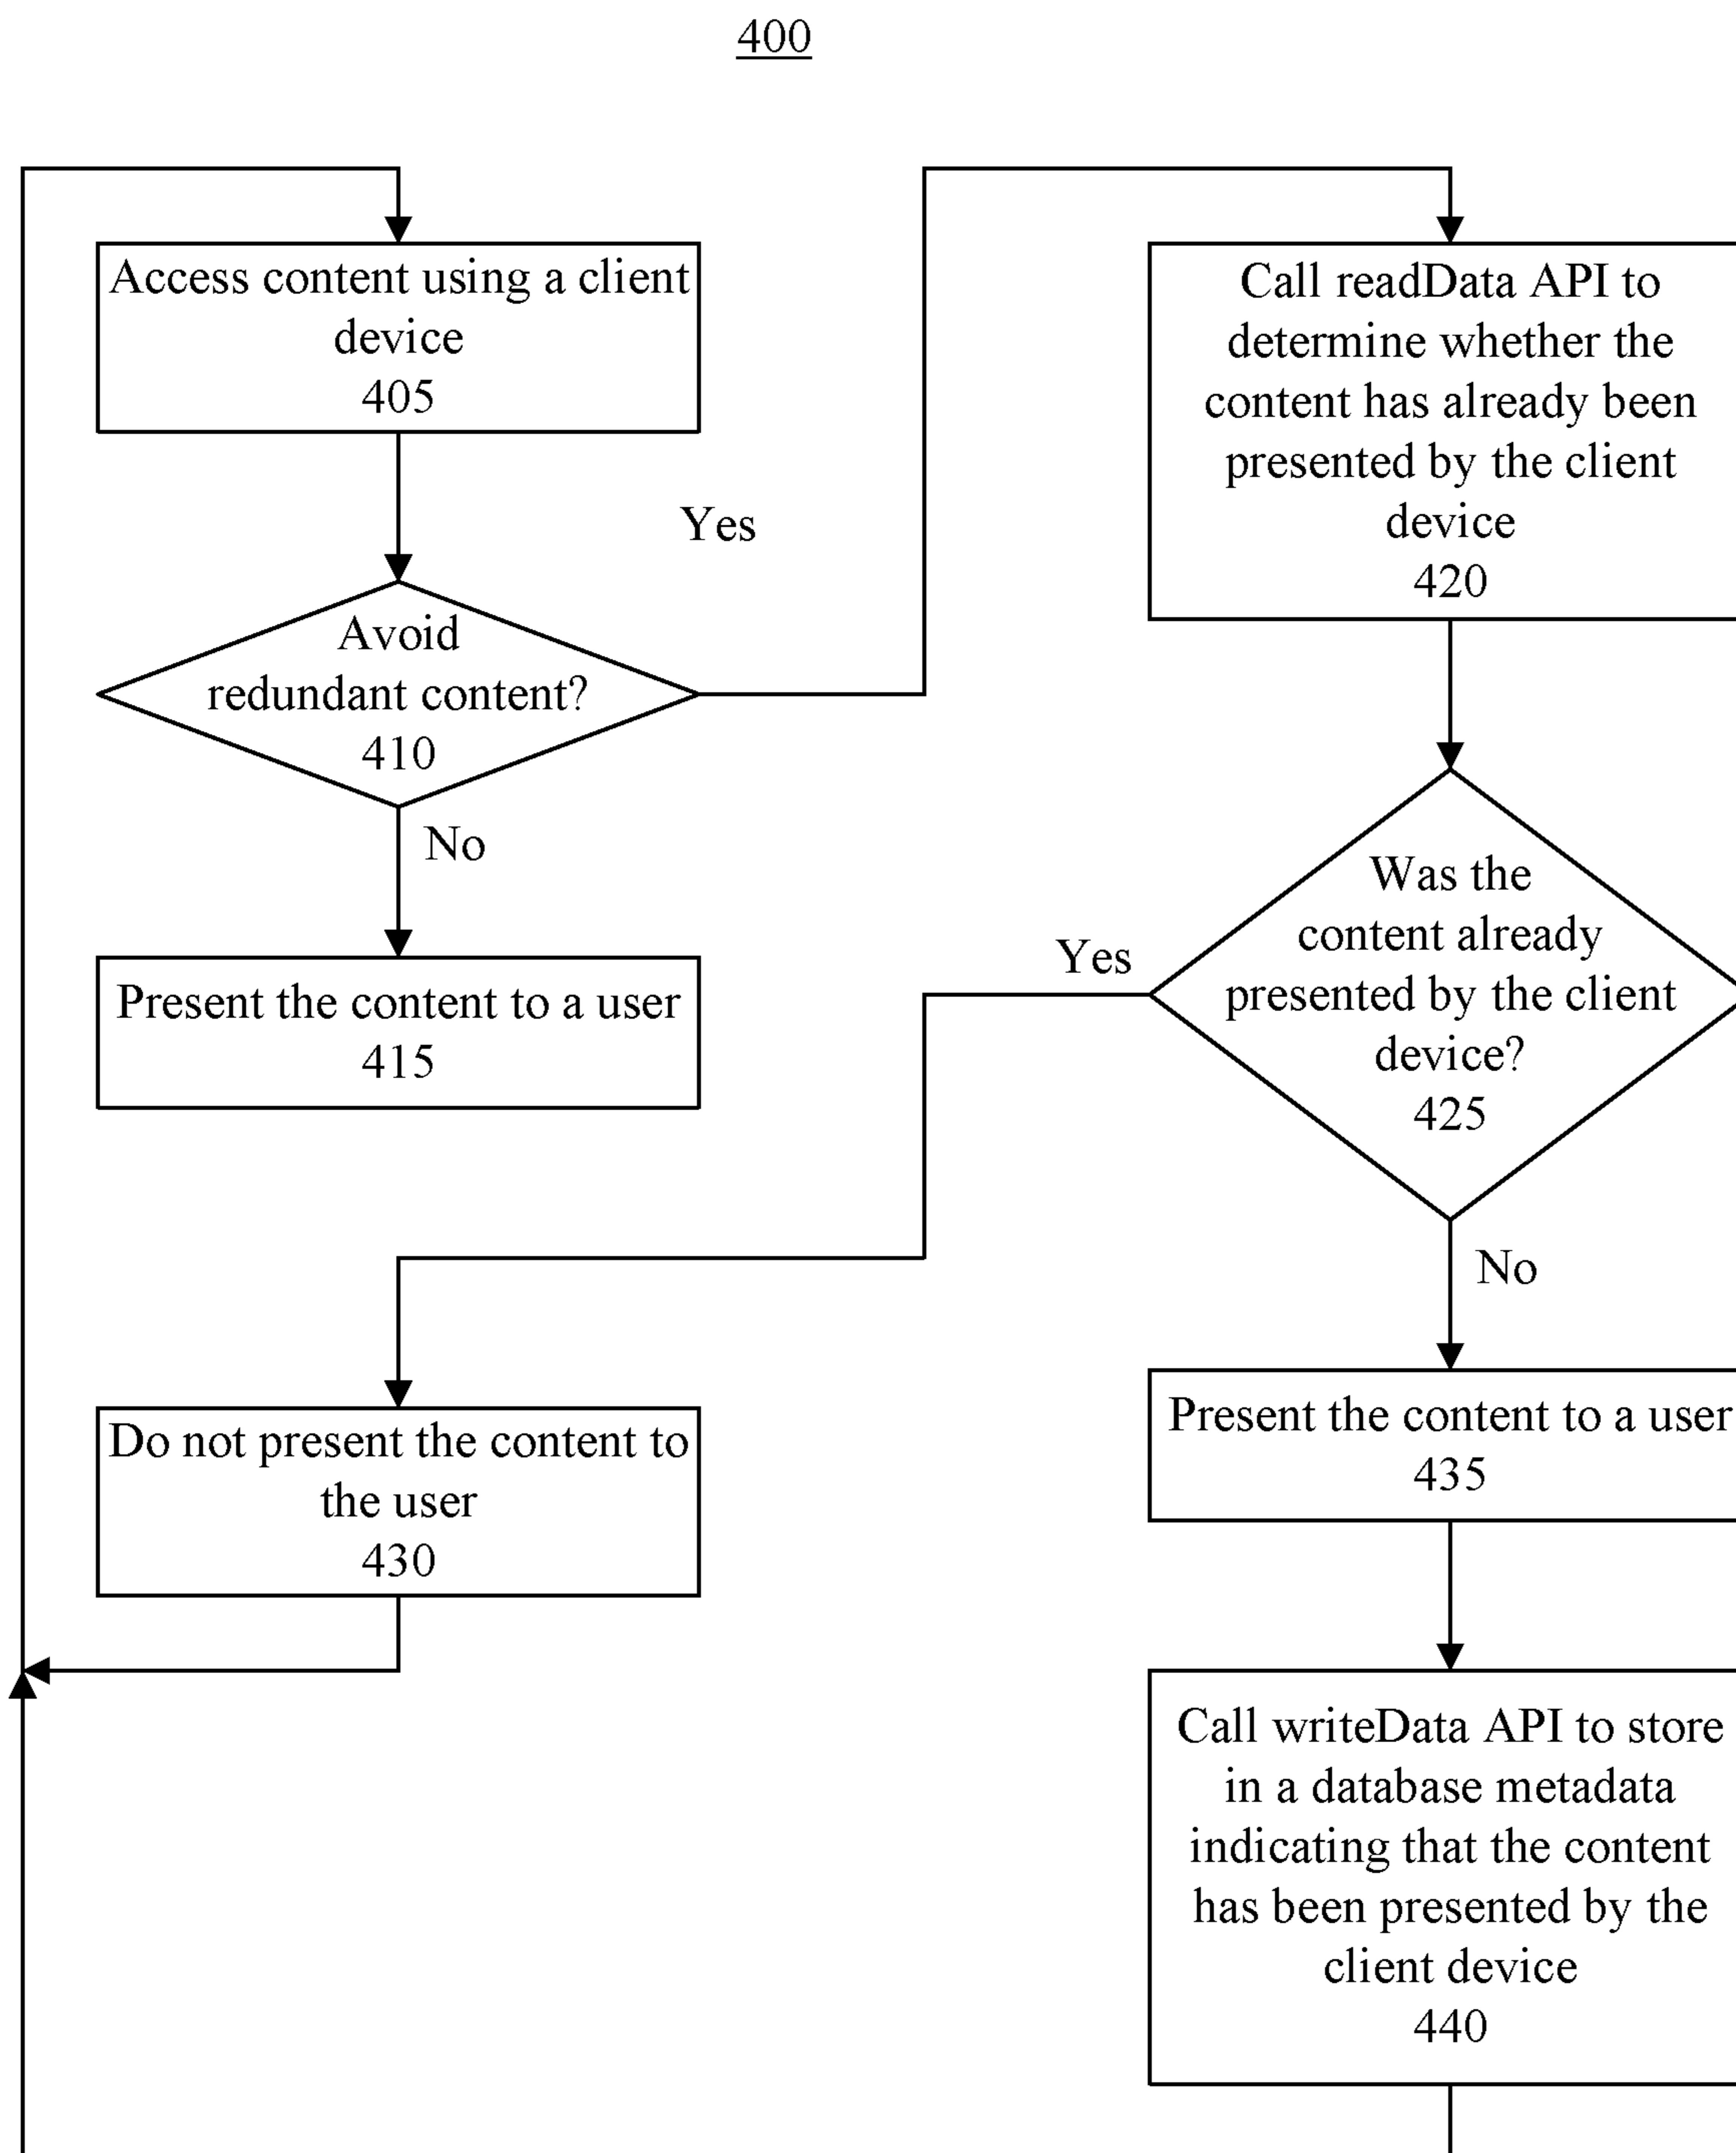 400
Access content using a client
device
405
Yes
Avoid
redundant content?
410
No
Present the content to a user
415
Call readData API to
determine whether the
content has already been
presented by the client
device
420
Was the
content already
presented by the client
device?
425
Yes
No
Do not present the content to
the user
430
Present the content to a user
435
Call writeData API to store
in a database metadata
indicating that the content
has been presented by the
client device
440